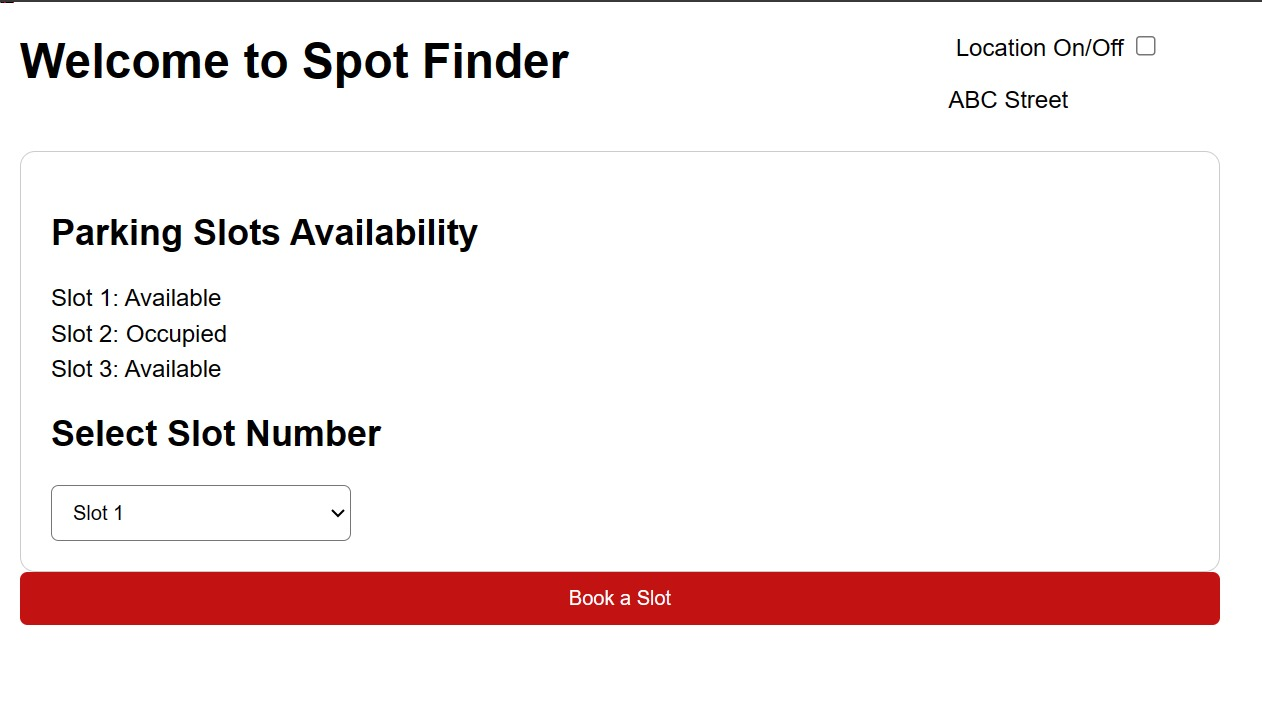 Welcome to Spot Finder
Location On/Off
ABC Street
Parking Slots Availability
Slot 1: Available
Slot 2: Occupied
Slot 3: Available
Select Slot Number
Slot 1
Book a Slot